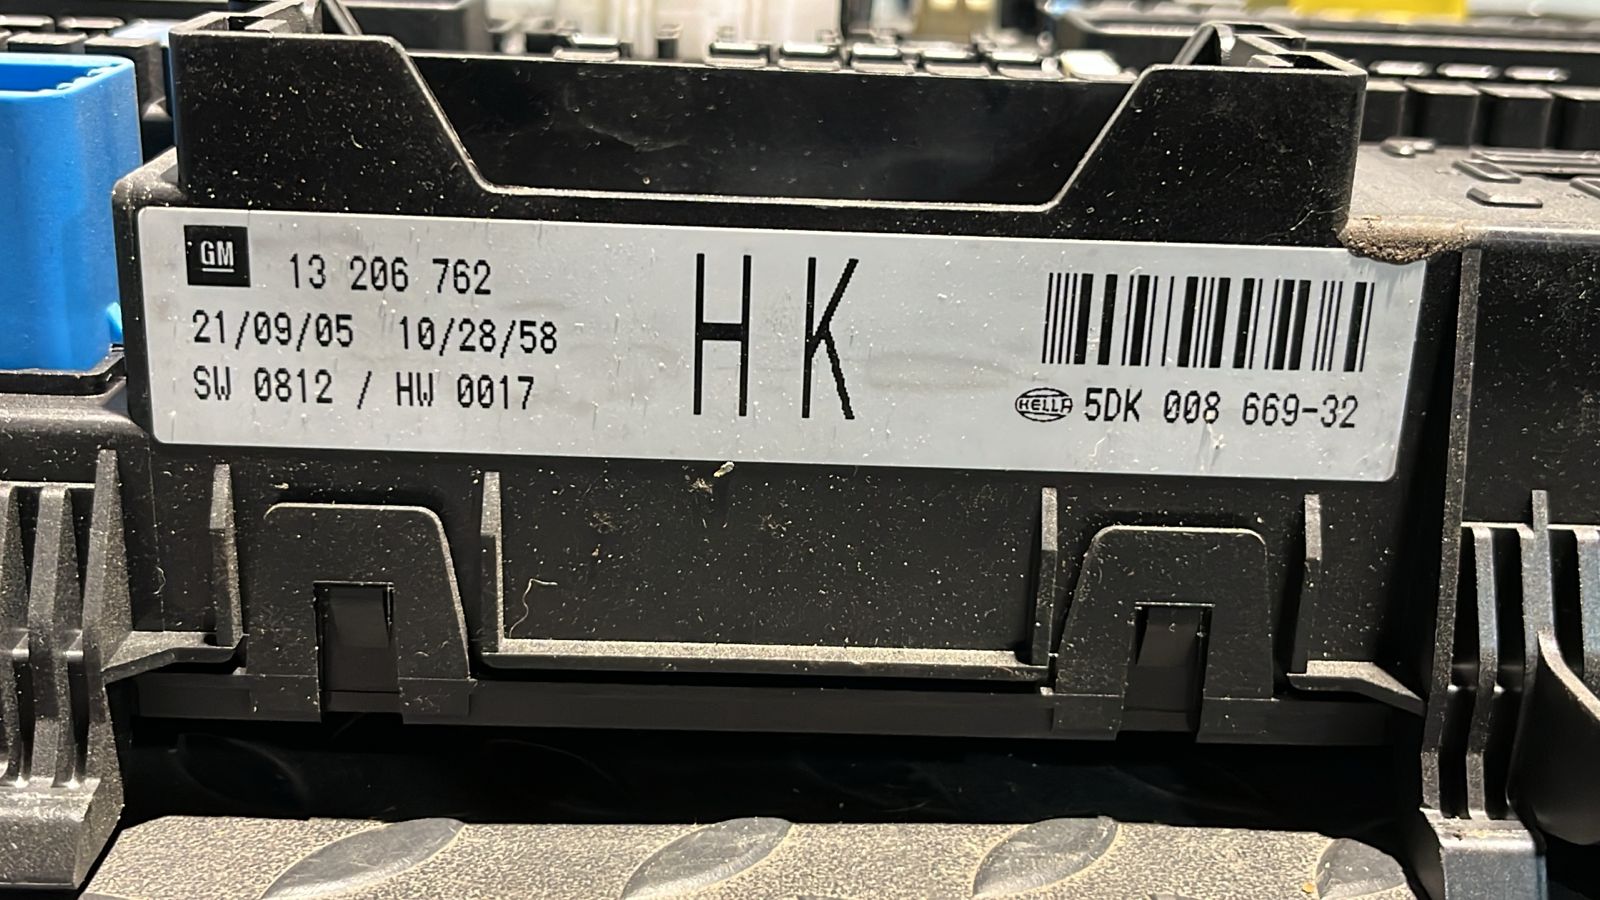 GM 13 206 762
21/09/05 10/28/58
SW 0812 / HW 0017
HK
HELLA 5DK 008 669-32